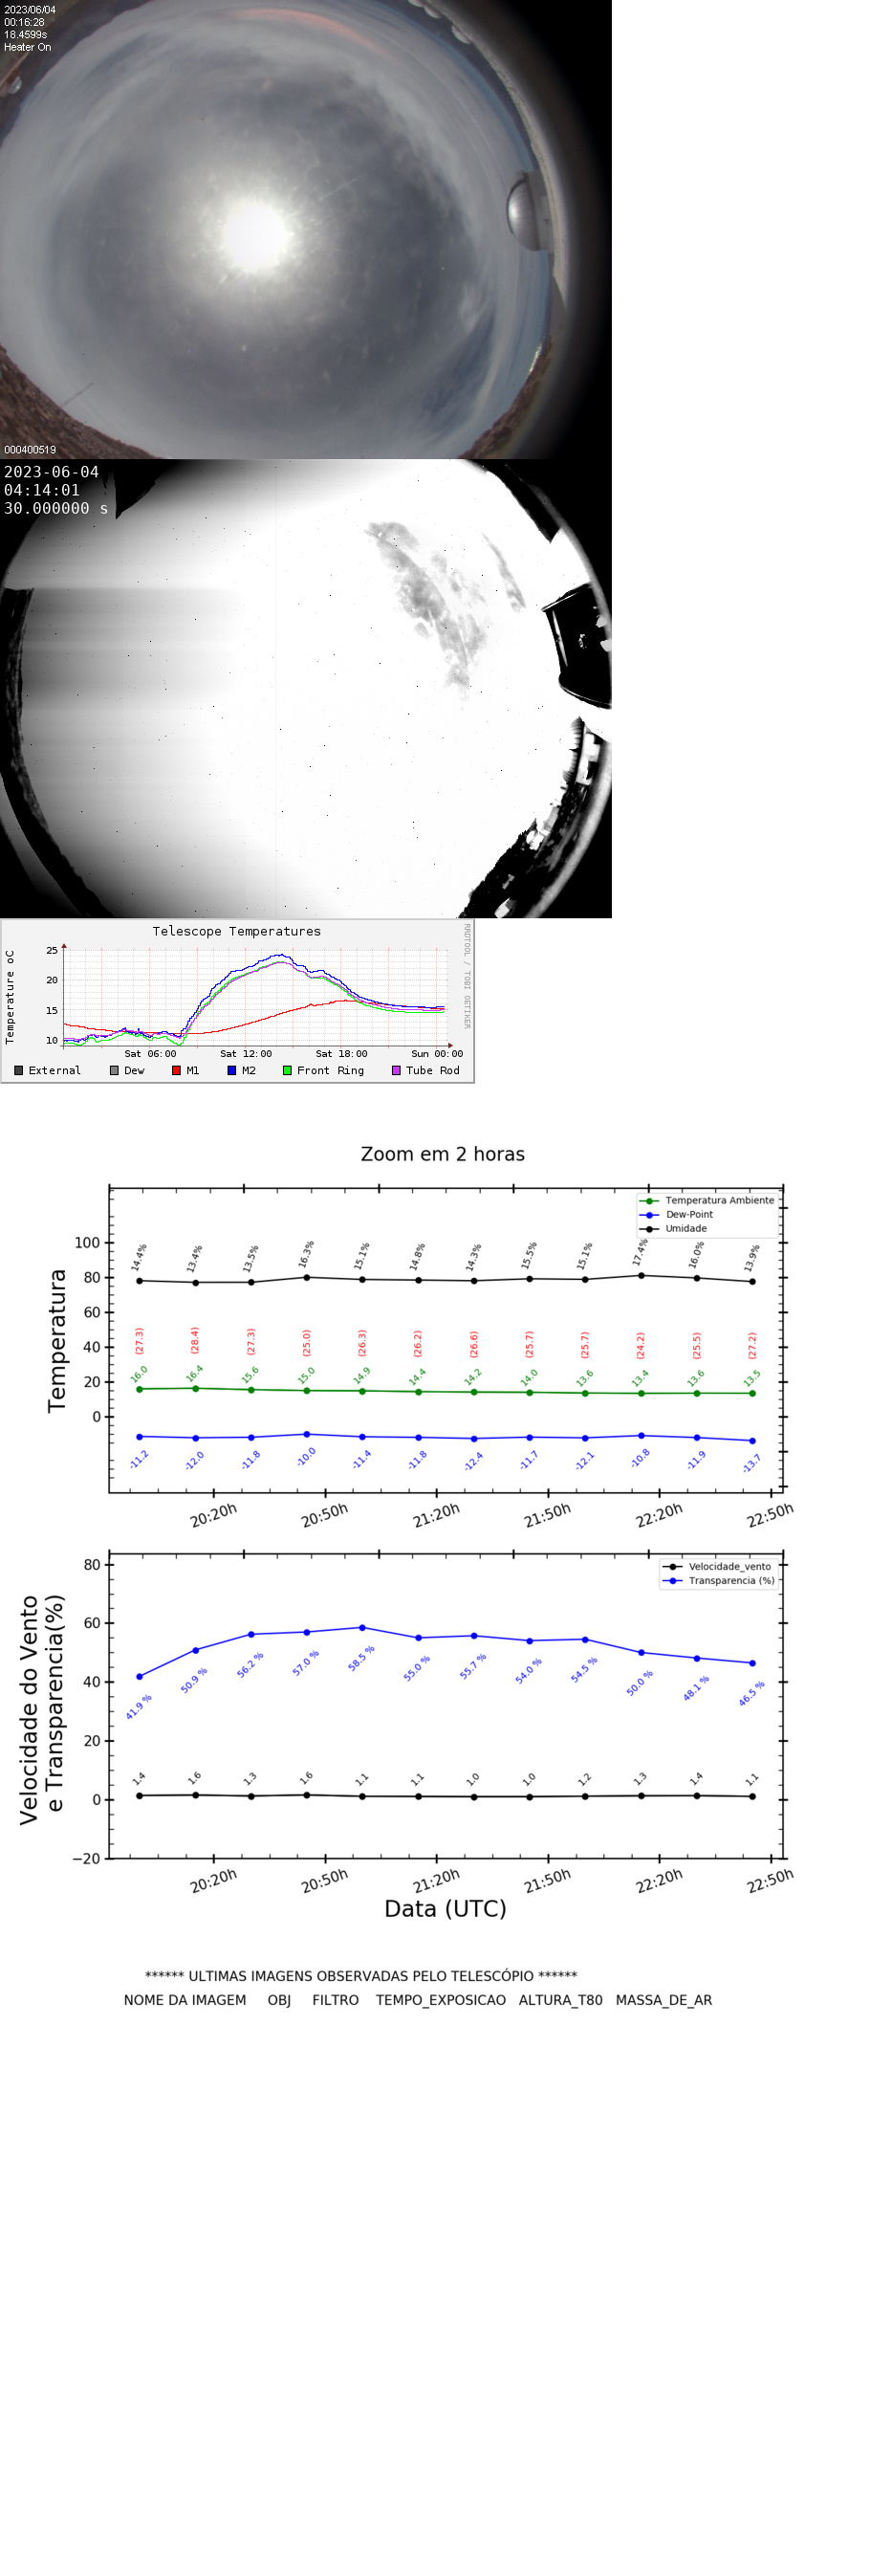 2023/06/04
00:16:28
18.4599s
Heater On
000400519
2023-06-04
04:14:01
30.000000 s
Telescope Temperatures
RRDTOOL / TOBI OETIKER
Temperature oC
25
20
15
10
Sat 06:00 Sat 12:00 Sat 18:00 Sun 00:00
External Dew M1 M2 Front Ring Tube Rod
Zoom em 2 horas
Temperatura Ambiente
Dew-Point
Umidade
Temperatura
100
80
60
40
20
0
14.4% 13.4% 13.5% 16.3% 15.1% 14.8% 14.3% 15.5% 15.1% 17.4% 16.0% 13.9%
(27.3) (28.4) (27.3) (25.0) (26.3) (26.2) (26.6) (25.7) (25.7) (24.2) (25.5) (27.2)
16.0 16.4 15.6 15.0 14.9 14.4 14.2 14.0 13.6 13.4 13.6 13.5
-11.2 -12.0 -11.8 -10.0 -11.4 -11.8 -12.4 -11.7 -12.1 -10.8 -11.9 -13.7
20:20h 20:50h 21:20h 21:50h 22:20h 22:50h
Velocidade_vento
Transparencia (%)
Velocidade do Vento
e Transparencia(%)
80
60
40
20
0
−20
41.9 % 50.9 % 56.2 % 57.0 % 58.5 % 55.0 % 55.7 % 54.0 % 54.5 % 50.0 % 48.1 % 46.5 %
1.4 1.6 1.3 1.6 1.1 1.1 1.0 1.0 1.2 1.3 1.4 1.1
20:20h 20:50h 21:20h 21:50h 22:20h 22:50h
Data (UTC)
****** ULTIMAS IMAGENS OBSERVADAS PELO TELESCÓPIO ******
NOME DA IMAGEM OBJ FILTRO TEMPO_EXPOSICAO ALTURA_T80 MASSA_DE_AR